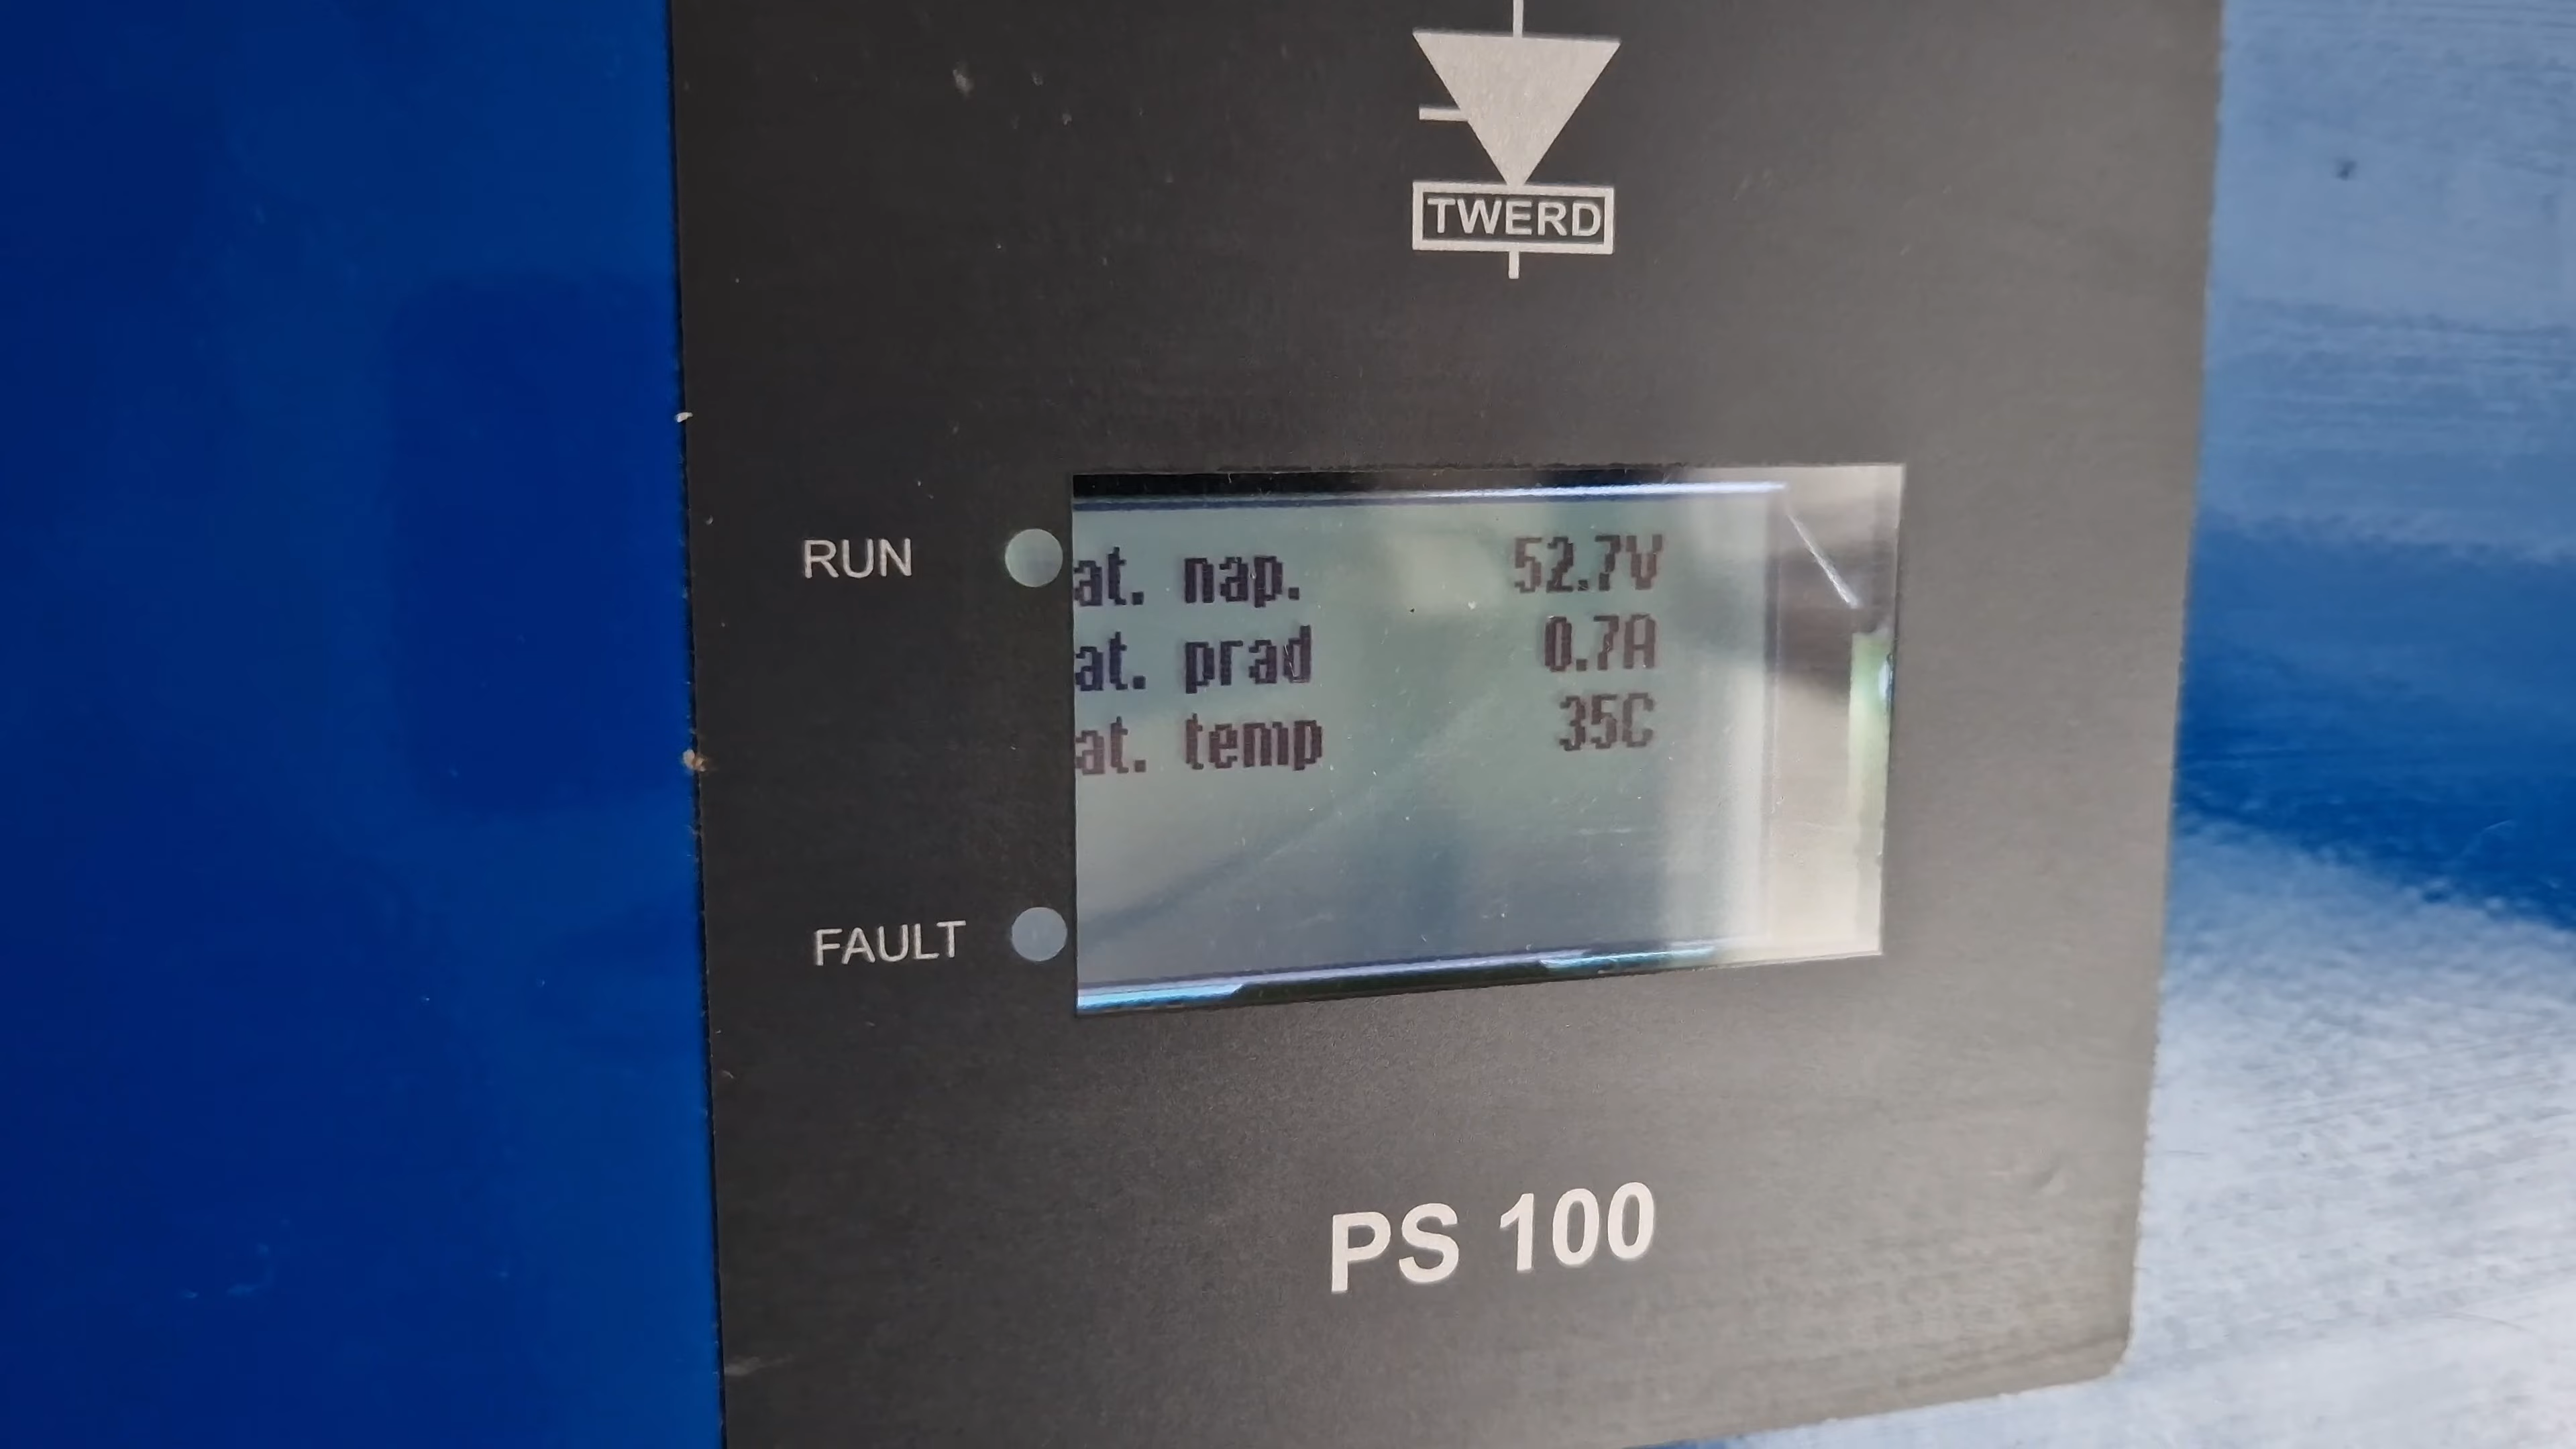 TWERD
RUN
at. nap. 52.7V
at. prad 0.7A
at. temp 35C
FAULT
PS 100